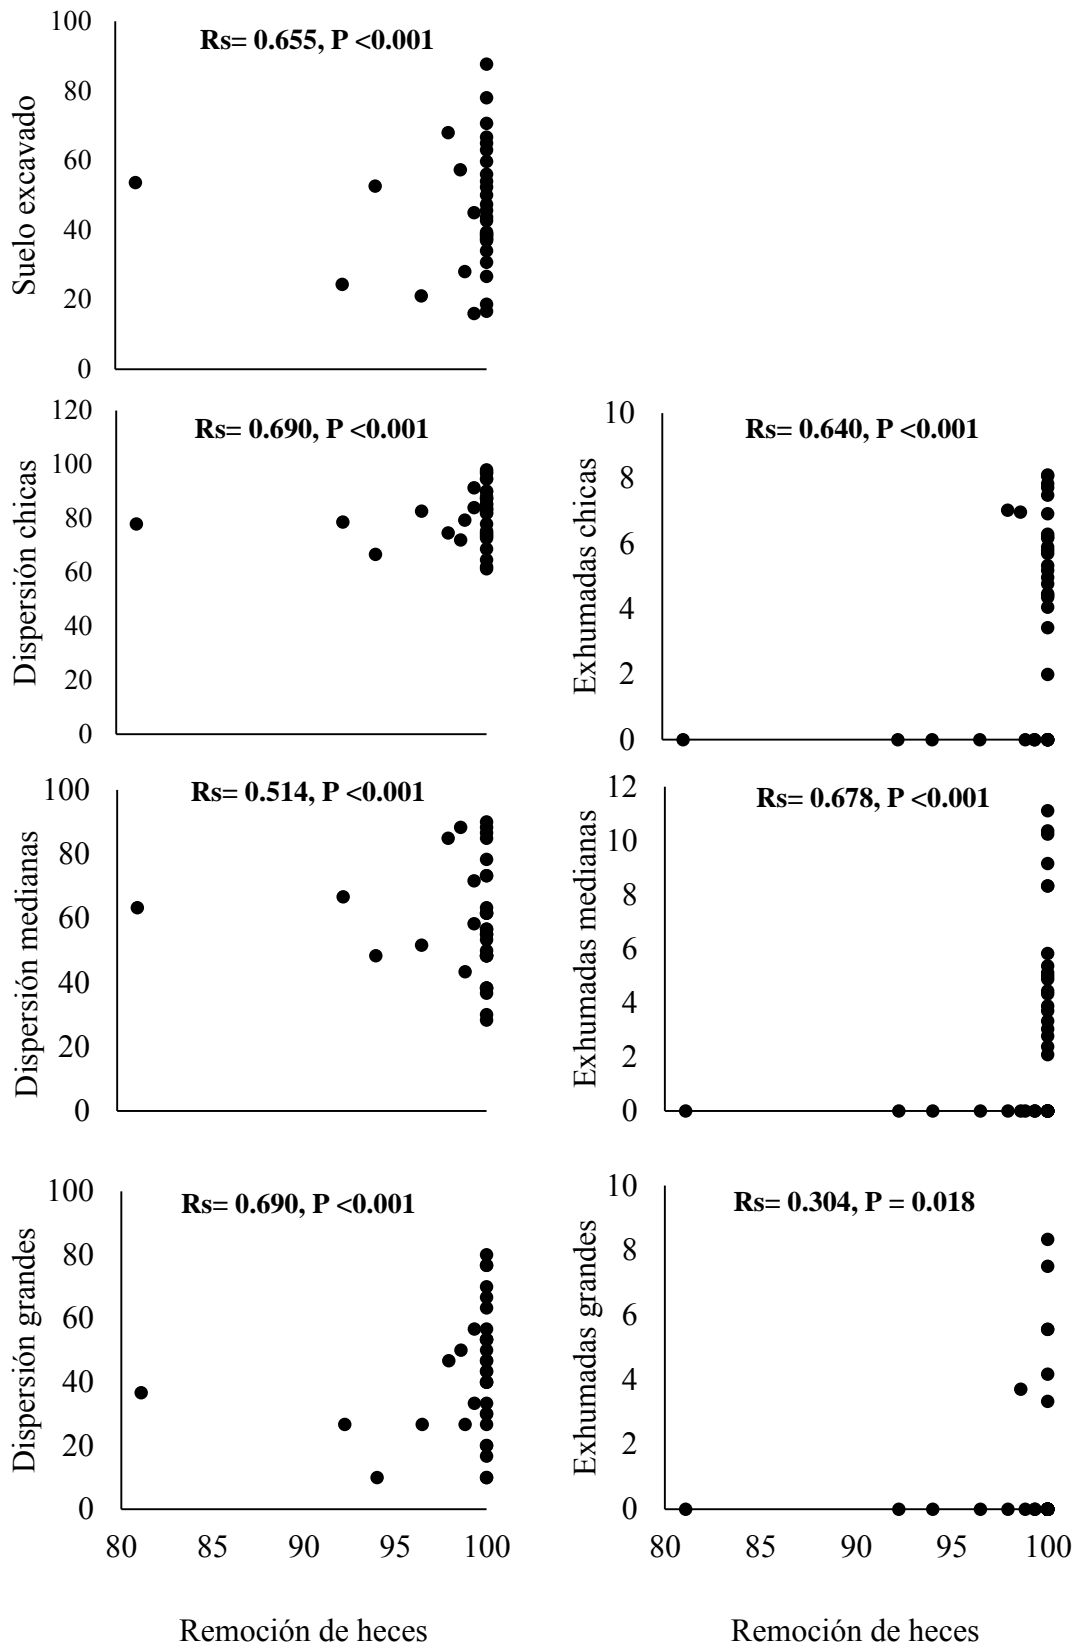 Rs= 0.655, P <0.001
Suelo excavado
100
80
60
40
20
0
Rs= 0.690, P <0.001
Dispersión chicas
120
100
80
60
40
20
0
Rs= 0.640, P <0.001
Exhumadas chicas
10
8
6
4
2
0
Rs= 0.514, P <0.001
Dispersión medianas
100
80
60
40
20
0
Rs= 0.678, P <0.001
Exhumadas medianas
12
10
8
6
4
2
0
Rs= 0.690, P <0.001
Dispersión grandes
100
80
60
40
20
0
80 85 90 95 100
Remoción de heces
Rs= 0.304, P = 0.018
Exhumadas grandes
10
8
6
4
2
0
80 85 90 95 100
Remoción de heces